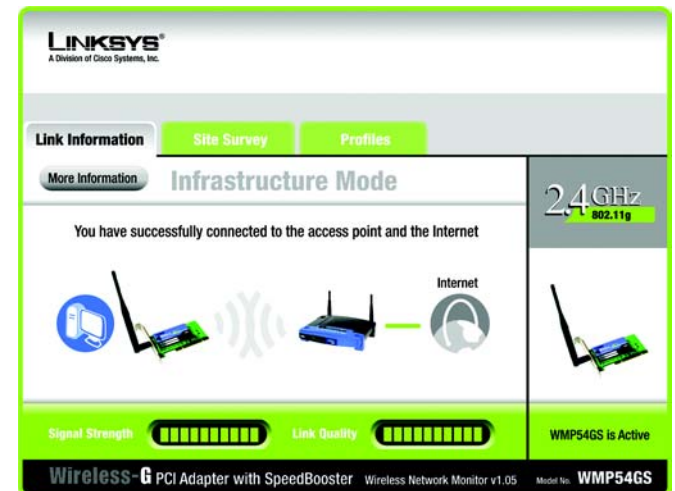 LINKSYS®
A Division of Cisco Systems, Inc.
Link Information
Site Survey
Profiles
More Information
Infrastructure Mode
2.4GHz
802.11g
You have successfully connected to the access point and the Internet
Internet
Signal Strength
Link Quality
WMP54GS is Active
Wireless-G PCI Adapter with SpeedBooster Wireless Network Monitor v1.05 Model No. WMP54GS